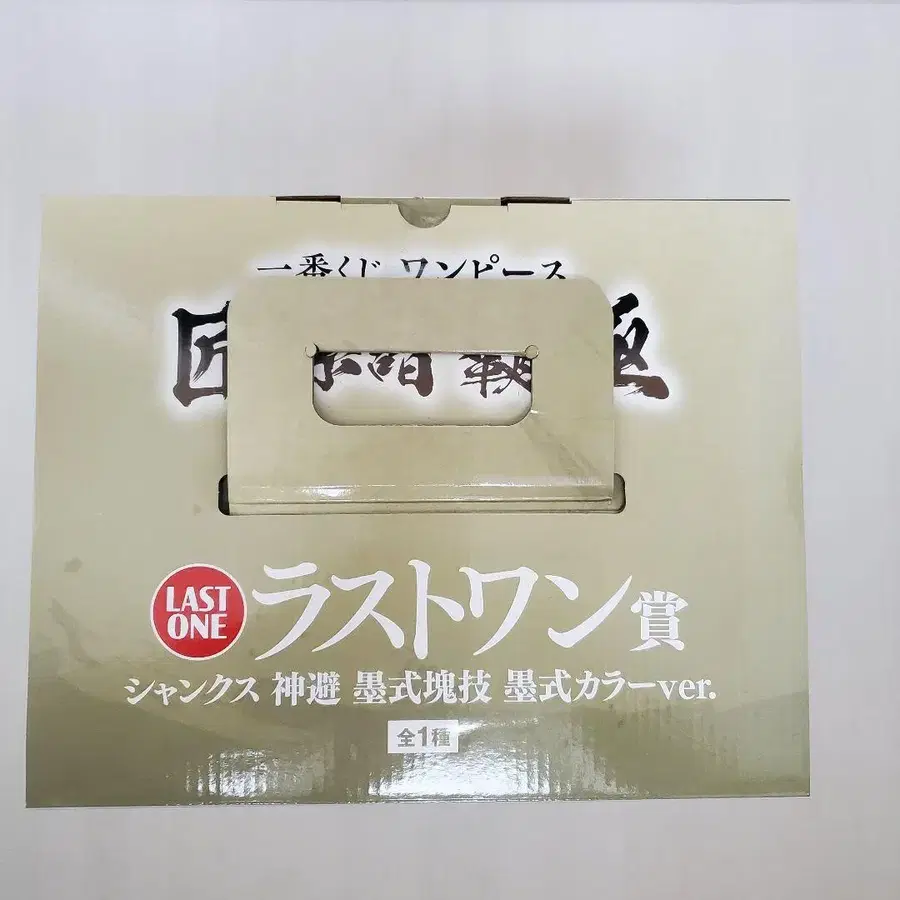 一番くじ ワンピース
匠
LAST ONE ラストワン賞
シャンクス 神避 墨式塊技 墨式カラーver.
全1種